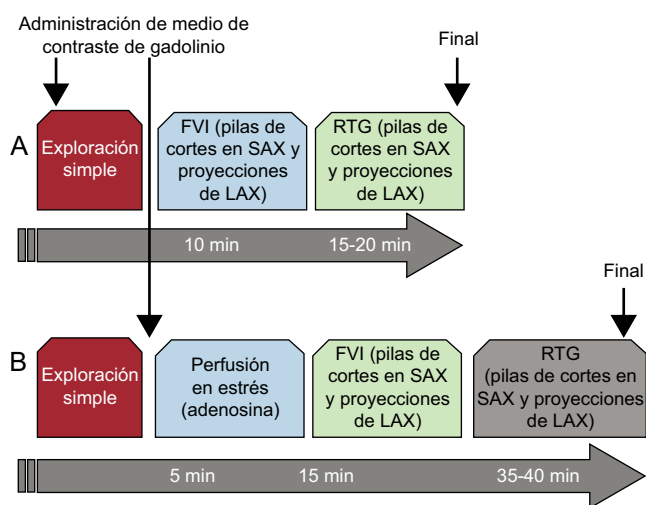 Administración de medio de
contraste de gadolinio
Final
A
Exploración
simple
FVI (pilas de
cortes en SAX y
proyecciones
de LAX)
RTG (pilas de
cortes en SAX
y proyecciones
de LAX)
10 min
15-20 min
Final
B
Exploración
simple
Perfusión
en estrés
(adenosina)
FVI (pilas de
cortes en SAX
y proyecciones
de LAX)
RTG
(pilas de cortes en
SAX y proyecciones
de LAX)
5 min
15 min
35-40 min